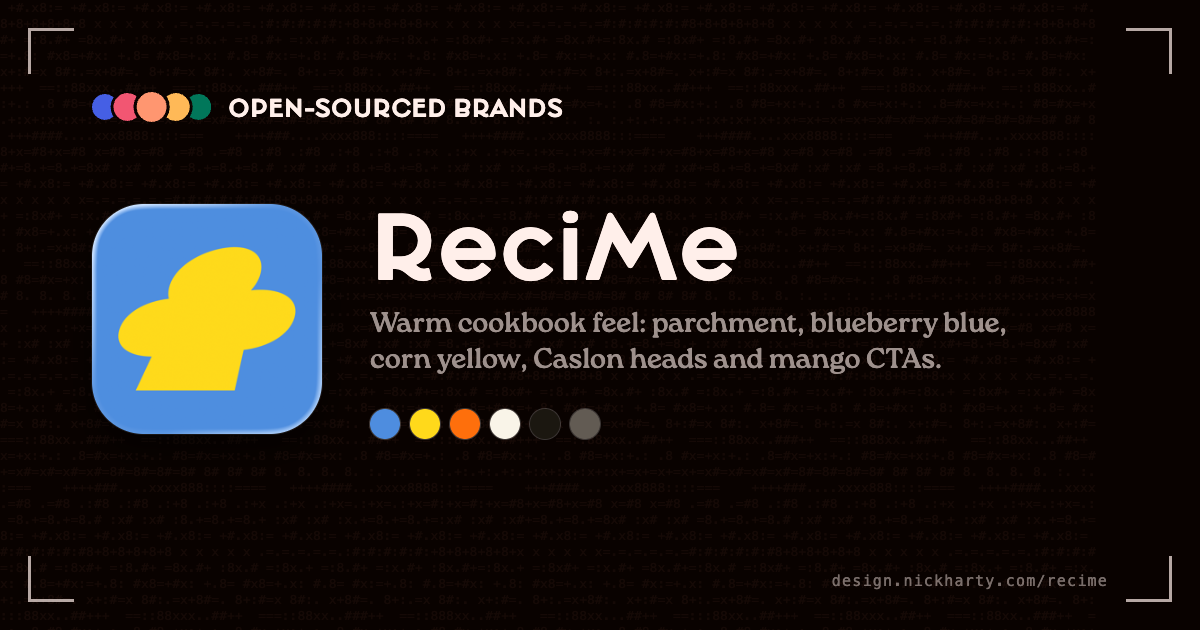 OPEN-SOURCED BRANDS
ReciMe
Warm cookbook feel: parchment, blueberry blue,
corn yellow, Caslon heads and mango CTAs.
design.nickharty.com/recime